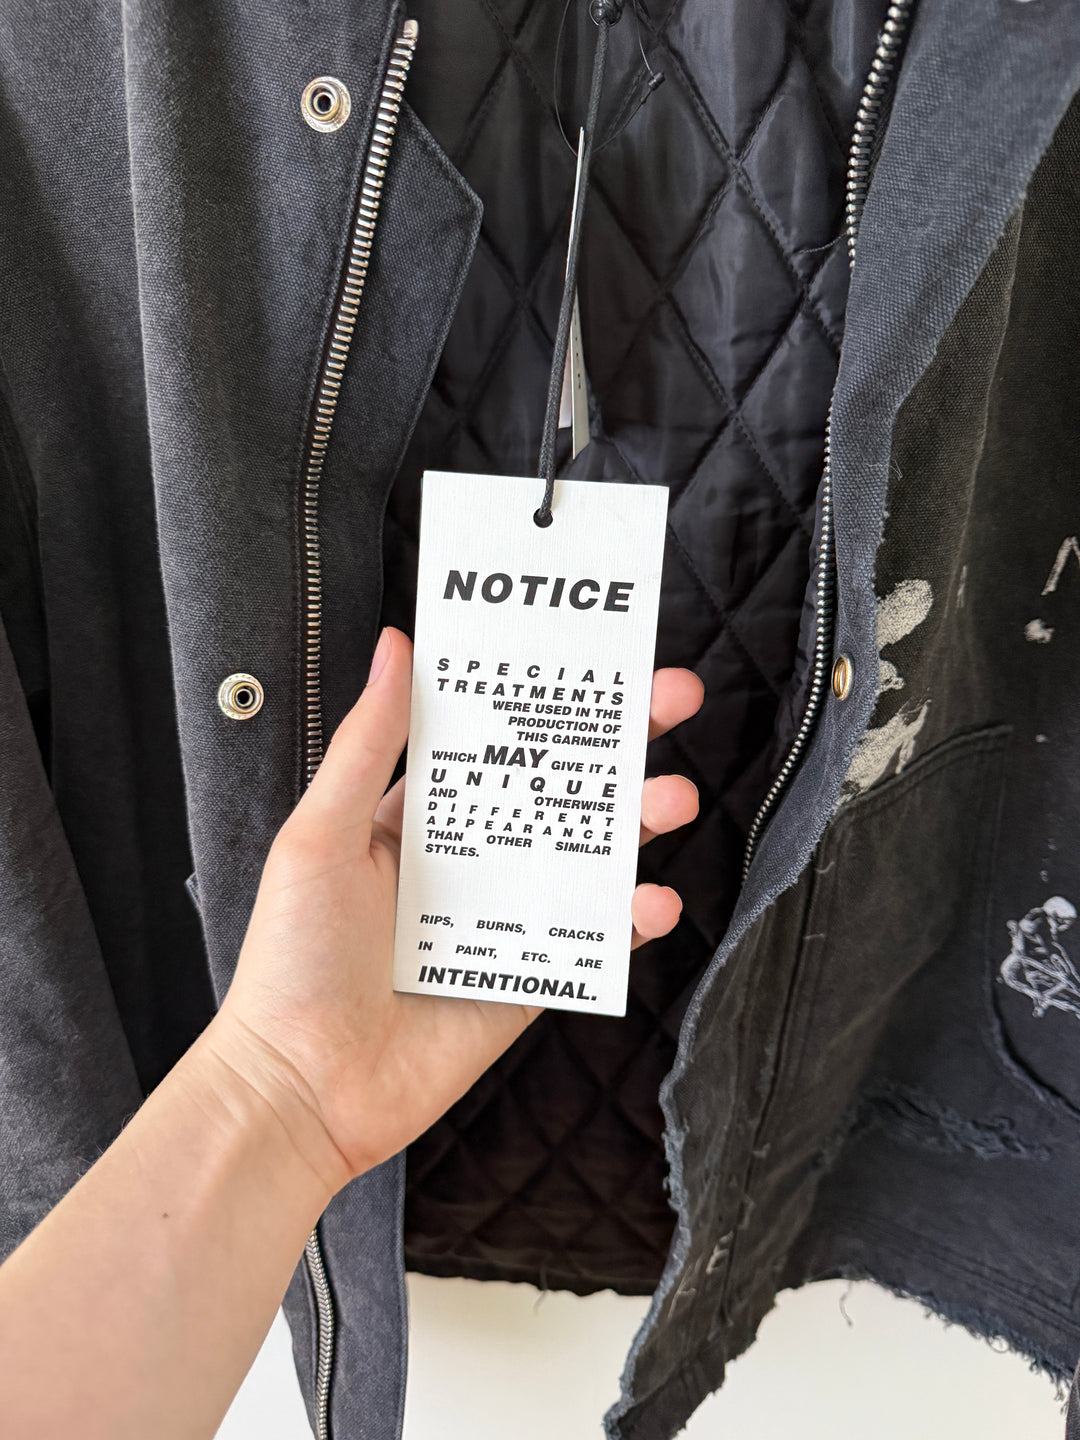 NOTICE
SPECIAL
TREATMENTS
WERE USED IN THE
PRODUCTION OF
THIS GARMENT
WHICH MAY GIVE IT A
UNIQUE
AND OTHERWISE
DIFFERENT
APPEARANCE
THAN OTHER SIMILAR
STYLES.
RIPS, BURNS, CRACKS
IN PAINT, ETC. ARE
INTENTIONAL.